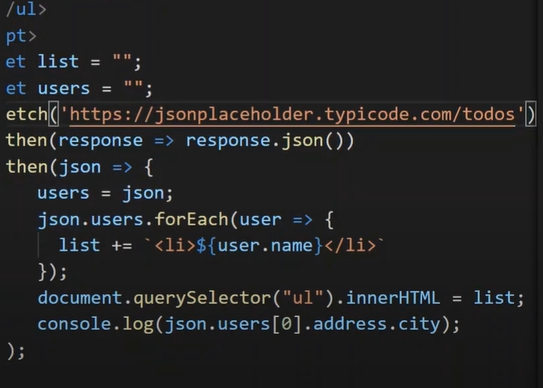 /ul>
pt>
et list = "";
et users = "";
etch('https://jsonplaceholder.typicode.com/todos')
then(response => response.json())
then(json => {
users = json;
json.users.forEach(user => {
list += `<li>${user.name}</li>`
});
document.querySelector("ul").innerHTML = list;
console.log(json.users[0].address.city);
);